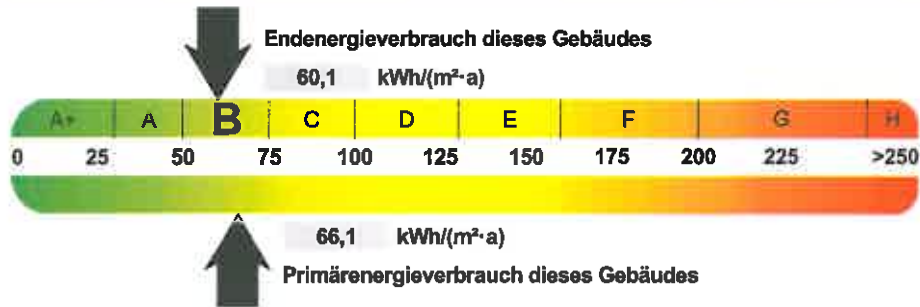 Endenergieverbrauch dieses Gebäudes
60,1 kWh/(m²·a)
A+ A B C D E F G H
0 25 50 75 100 125 150 175 200 225 >250
66,1 kWh/(m²·a)
Primärenergieverbrauch dieses Gebäudes